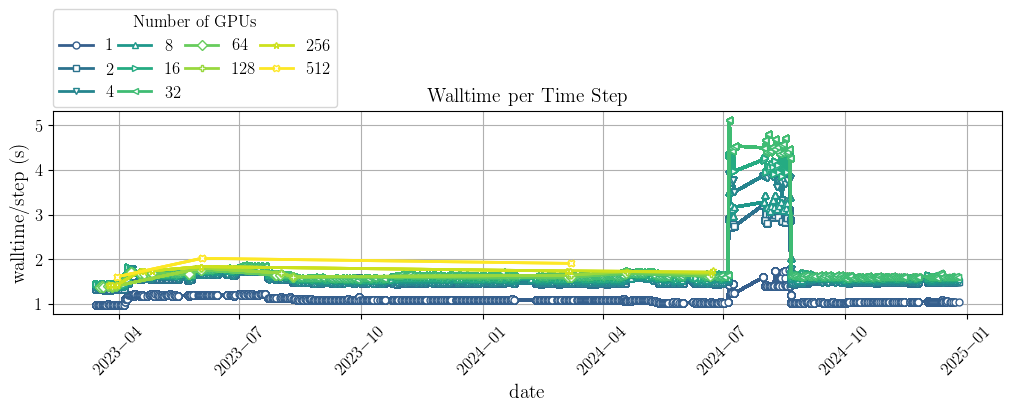 Number of GPUs
1 8 64 256
2 16 128 512
4 32
Walltime per Time Step
walltime/step (s)
5
4
3
2
1
2023−04 2023−07 2023−10 2024−01 2024−04 2024−07 2024−10 2025−01
date